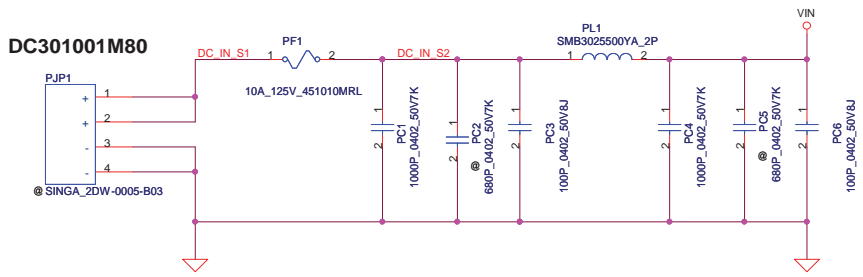 VIN
DC301001M80
DC_IN_S1
PF1
DC_IN_S2
PL1
SMB3025500YA_2P
1
2
1
2
10A_125V_451010MRL
PJP1
+
1
+
2
-
3
-
4
@ SINGA_2DW-0005-B03
1
2
PC1
1000P_0402_50V7K
1
2
PC2
680P_0402_50V7K
@
1
2
PC3
100P_0402_50V8J
1
2
PC4
1000P_0402_50V7K
1
2
PC5
680P_0402_50V7K
@
1
2
PC6
100P_0402_50V8J